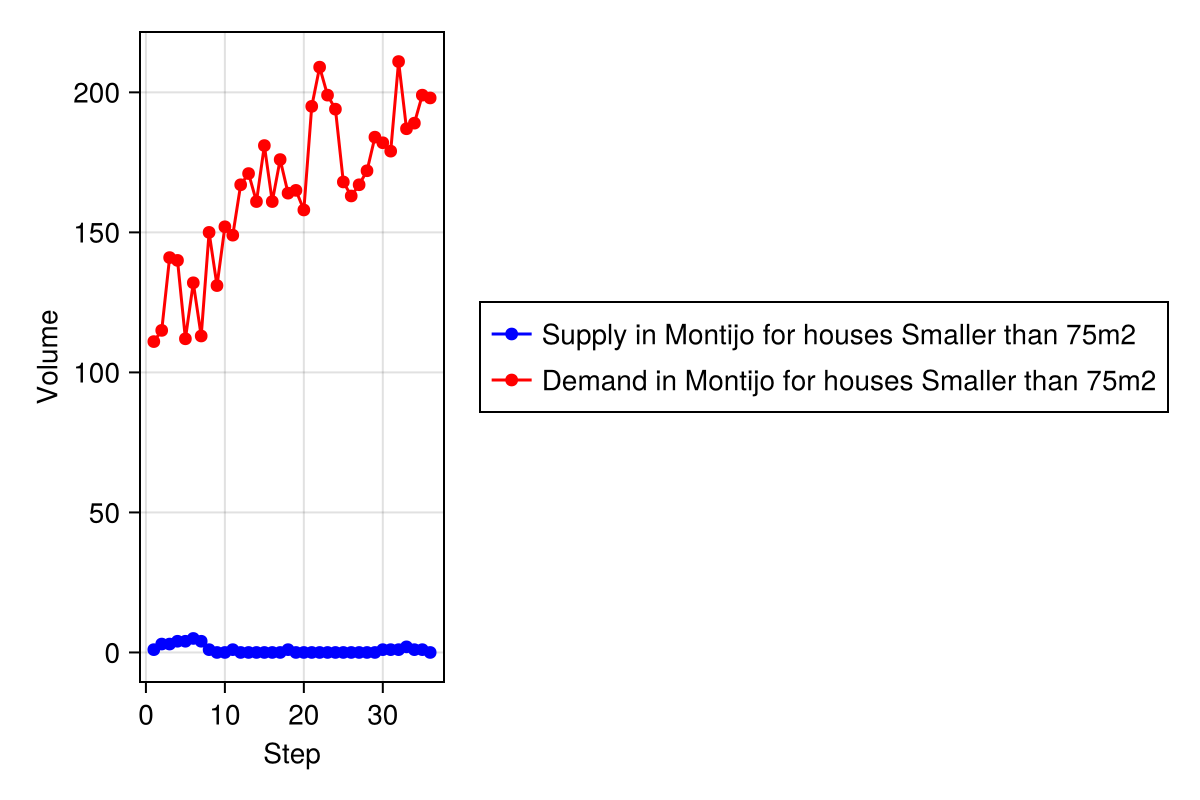 Volume
200
150
100
50
0
0 10 20 30
Step
Supply in Montijo for houses Smaller than 75m2
Demand in Montijo for houses Smaller than 75m2